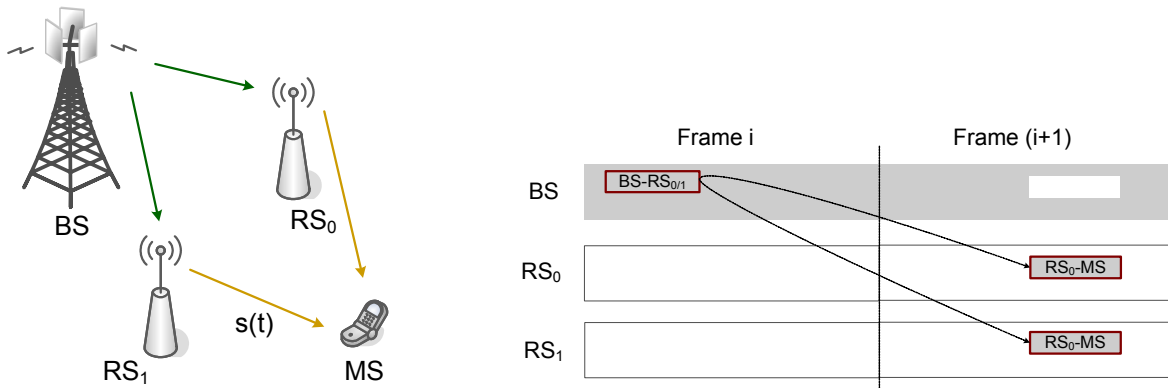 BS
RS0
RS1
s(t)
MS
Frame i
Frame (i+1)
BS
BS-RS0/1
RS0
RS0-MS
RS1
RS0-MS